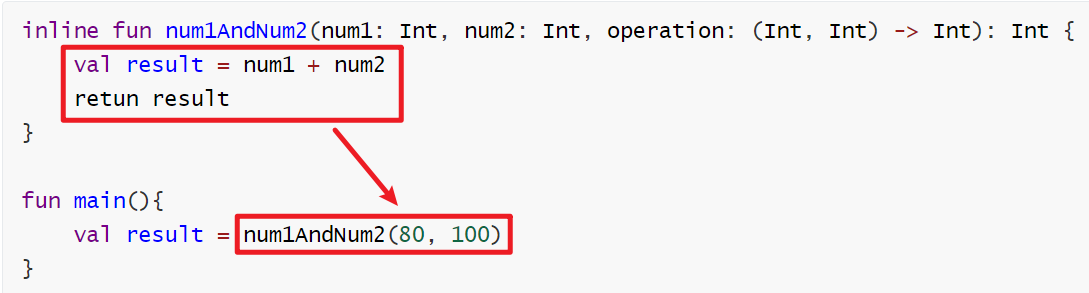 inline fun num1AndNum2(num1: Int, num2: Int, operation: (Int, Int) -> Int): Int {
val result = num1 + num2
retun result
}
fun main(){
val result = num1AndNum2(80, 100)
}